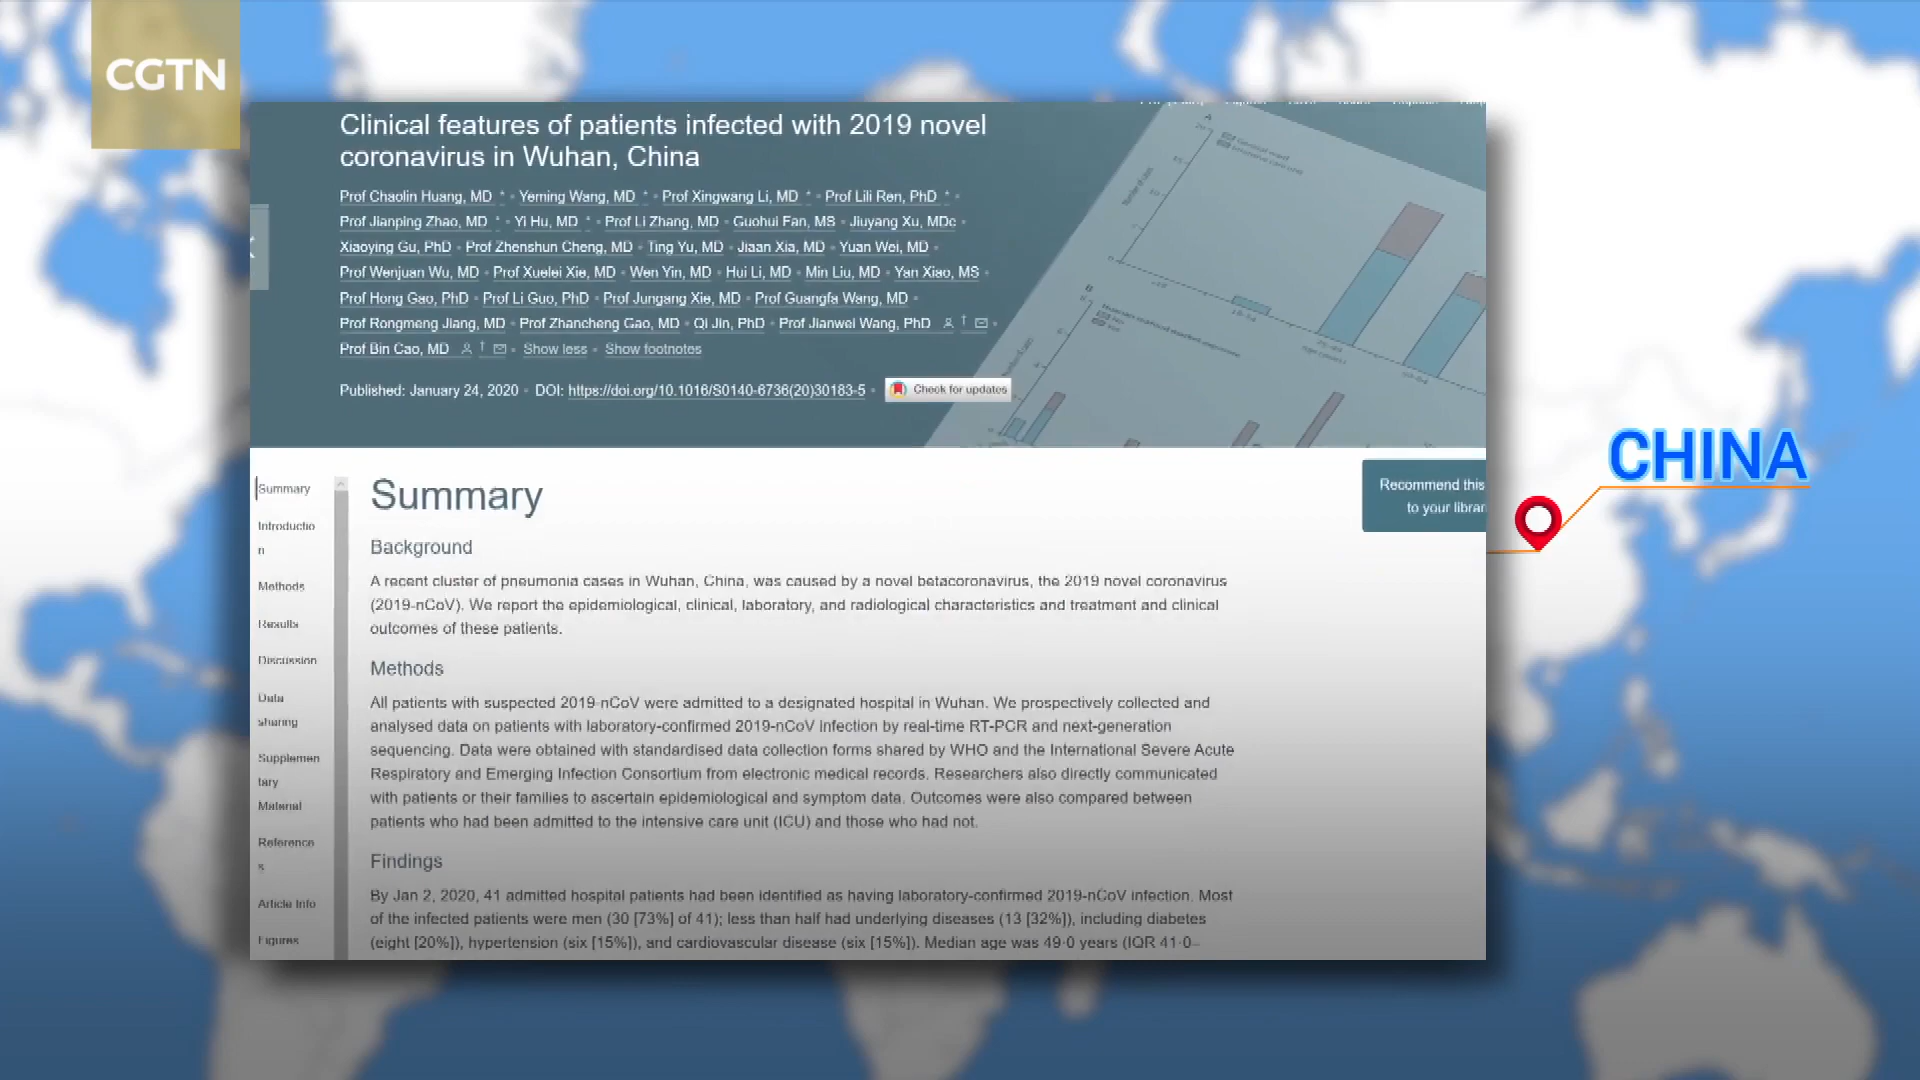 CGTN
Clinical features of patients infected with 2019 novel
coronavirus in Wuhan, China
Prof Chaolin Huang, MD * • Yeming Wang, MD * • Prof Xingwang Li, MD * • Prof Lili Ren, PhD * •
Prof Jianping Zhao, MD * • Yi Hu, MD * • Prof Li Zhang, MD • Guohui Fan, MS • Jiuyang Xu, MDc •
Xiaoying Gu, PhD • Prof Zhenshun Cheng, MD • Ting Yu, MD • Jiaan Xia, MD • Yuan Wei, MD •
Prof Wenjuan Wu, MD • Prof Xuelei Xie, MD • Wen Yin, MD • Hui Li, MD • Min Liu, MD • Yan Xiao, MS •
Prof Hong Gao, PhD • Prof Li Guo, PhD • Prof Jungang Xie, MD • Prof Guangfa Wang, MD •
Prof Rongmeng Jiang, MD • Prof Zhancheng Gao, MD • Qi Jin, PhD • Prof Jianwei Wang, PhD † •
Prof Bin Cao, MD † • Show less • Show footnotes
Published: January 24, 2020 • DOI: https://doi.org/10.1016/S0140-6736(20)30183-5 • Check for updates
CHINA
Summary
Introductio
n
Methods
Results
Discussion
Data
sharing
Supplemen
tary
Material
Reference
s
Article Info
Figures
Summary
Recommend this
to your librar
Background
A recent cluster of pneumonia cases in Wuhan, China, was caused by a novel betacoronavirus, the 2019 novel coronavirus
(2019-nCoV). We report the epidemiological, clinical, laboratory, and radiological characteristics and treatment and clinical
outcomes of these patients.
Methods
All patients with suspected 2019-nCoV were admitted to a designated hospital in Wuhan. We prospectively collected and
analysed data on patients with laboratory-confirmed 2019-nCoV infection by real-time RT-PCR and next-generation
sequencing. Data were obtained with standardised data collection forms shared by WHO and the International Severe Acute
Respiratory and Emerging Infection Consortium from electronic medical records. Researchers also directly communicated
with patients or their families to ascertain epidemiological and symptom data. Outcomes were also compared between
patients who had been admitted to the intensive care unit (ICU) and those who had not.
Findings
By Jan 2, 2020, 41 admitted hospital patients had been identified as having laboratory-confirmed 2019-nCoV infection. Most
of the infected patients were men (30 [73%] of 41); less than half had underlying diseases (13 [32%]), including diabetes
(eight [20%]), hypertension (six [15%]), and cardiovascular disease (six [15%]). Median age was 49·0 years (IQR 41·0–